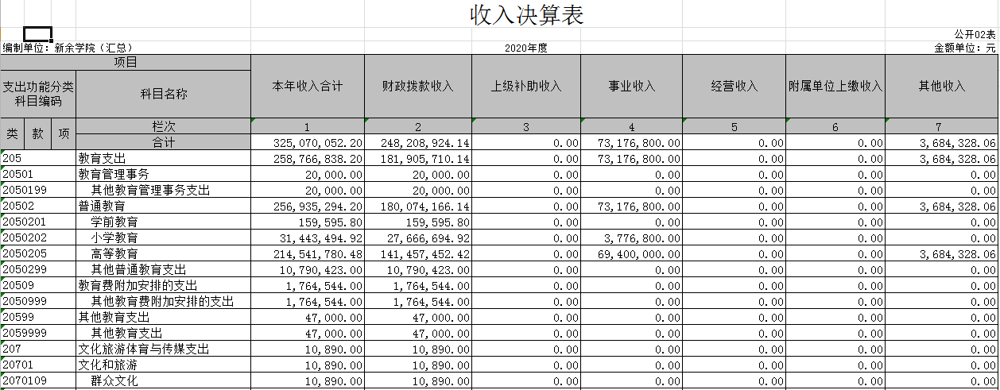 收入决算表
公开02表
编制单位：新余学院（汇总） 2020年度 金额单位：元
项目 本年收入合计 财政拨款收入 上级补助收入 事业收入 经营收入 附属单位上缴收入 其他收入
支出功能分类科目编码 科目名称
类 款 项 栏次 1 2 3 4 5 6 7
合计 325,070,052.20 248,208,924.14 0.00 73,176,800.00 0.00 0.00 3,684,328.06
205 教育支出 258,766,838.20 181,905,710.14 0.00 73,176,800.00 0.00 0.00 3,684,328.06
20501 教育管理事务 20,000.00 20,000.00 0.00 0.00 0.00 0.00 0.00
2050199 其他教育管理事务支出 20,000.00 20,000.00 0.00 0.00 0.00 0.00 0.00
20502 普通教育 256,935,294.20 180,074,166.14 0.00 73,176,800.00 0.00 0.00 3,684,328.06
2050201 学前教育 159,595.80 159,595.80 0.00 0.00 0.00 0.00 0.00
2050202 小学教育 31,443,494.92 27,666,694.92 0.00 3,776,800.00 0.00 0.00 0.00
2050205 高等教育 214,541,780.48 141,457,452.42 0.00 69,400,000.00 0.00 0.00 3,684,328.06
2050299 其他普通教育支出 10,790,423.00 10,790,423.00 0.00 0.00 0.00 0.00 0.00
20509 教育费附加安排的支出 1,764,544.00 1,764,544.00 0.00 0.00 0.00 0.00 0.00
2050999 其他教育费附加安排的支出 1,764,544.00 1,764,544.00 0.00 0.00 0.00 0.00 0.00
20599 其他教育支出 47,000.00 47,000.00 0.00 0.00 0.00 0.00 0.00
2059999 其他教育支出 47,000.00 47,000.00 0.00 0.00 0.00 0.00 0.00
207 文化旅游体育与传媒支出 10,890.00 10,890.00 0.00 0.00 0.00 0.00 0.00
20701 文化和旅游 10,890.00 10,890.00 0.00 0.00 0.00 0.00 0.00
2070109 群众文化 10,890.00 10,890.00 0.00 0.00 0.00 0.00 0.00